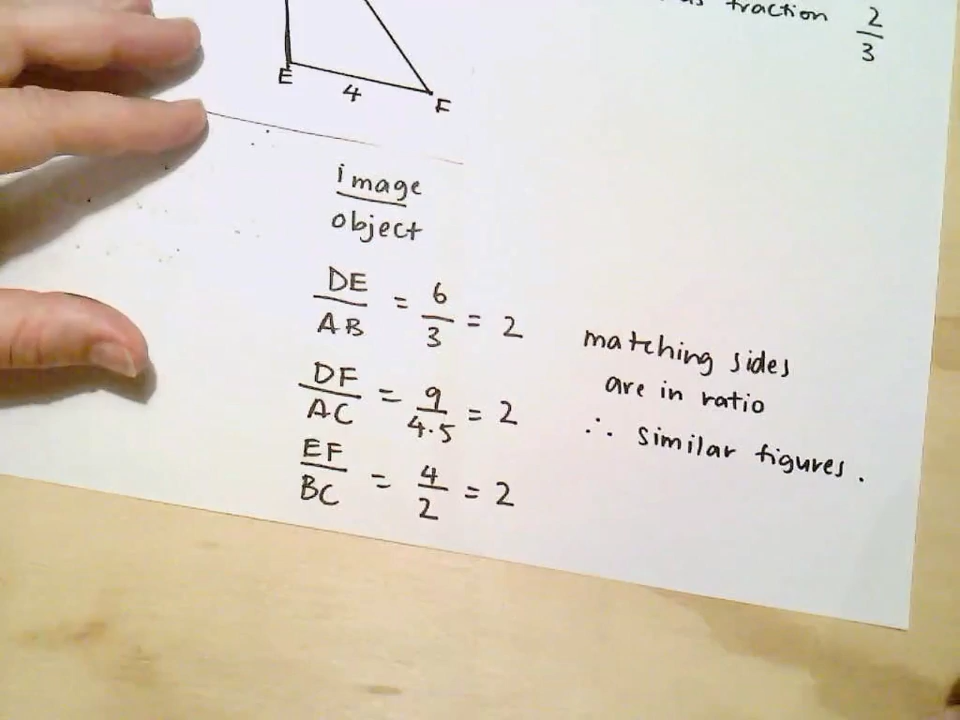 fraction 2/3
E
4
F
image
object
DE/AB = 6/3 = 2
DF/AC = 9/4.5 = 2
EF/BC = 4/2 = 2
matching sides
are in ratio
∴ similar figures.